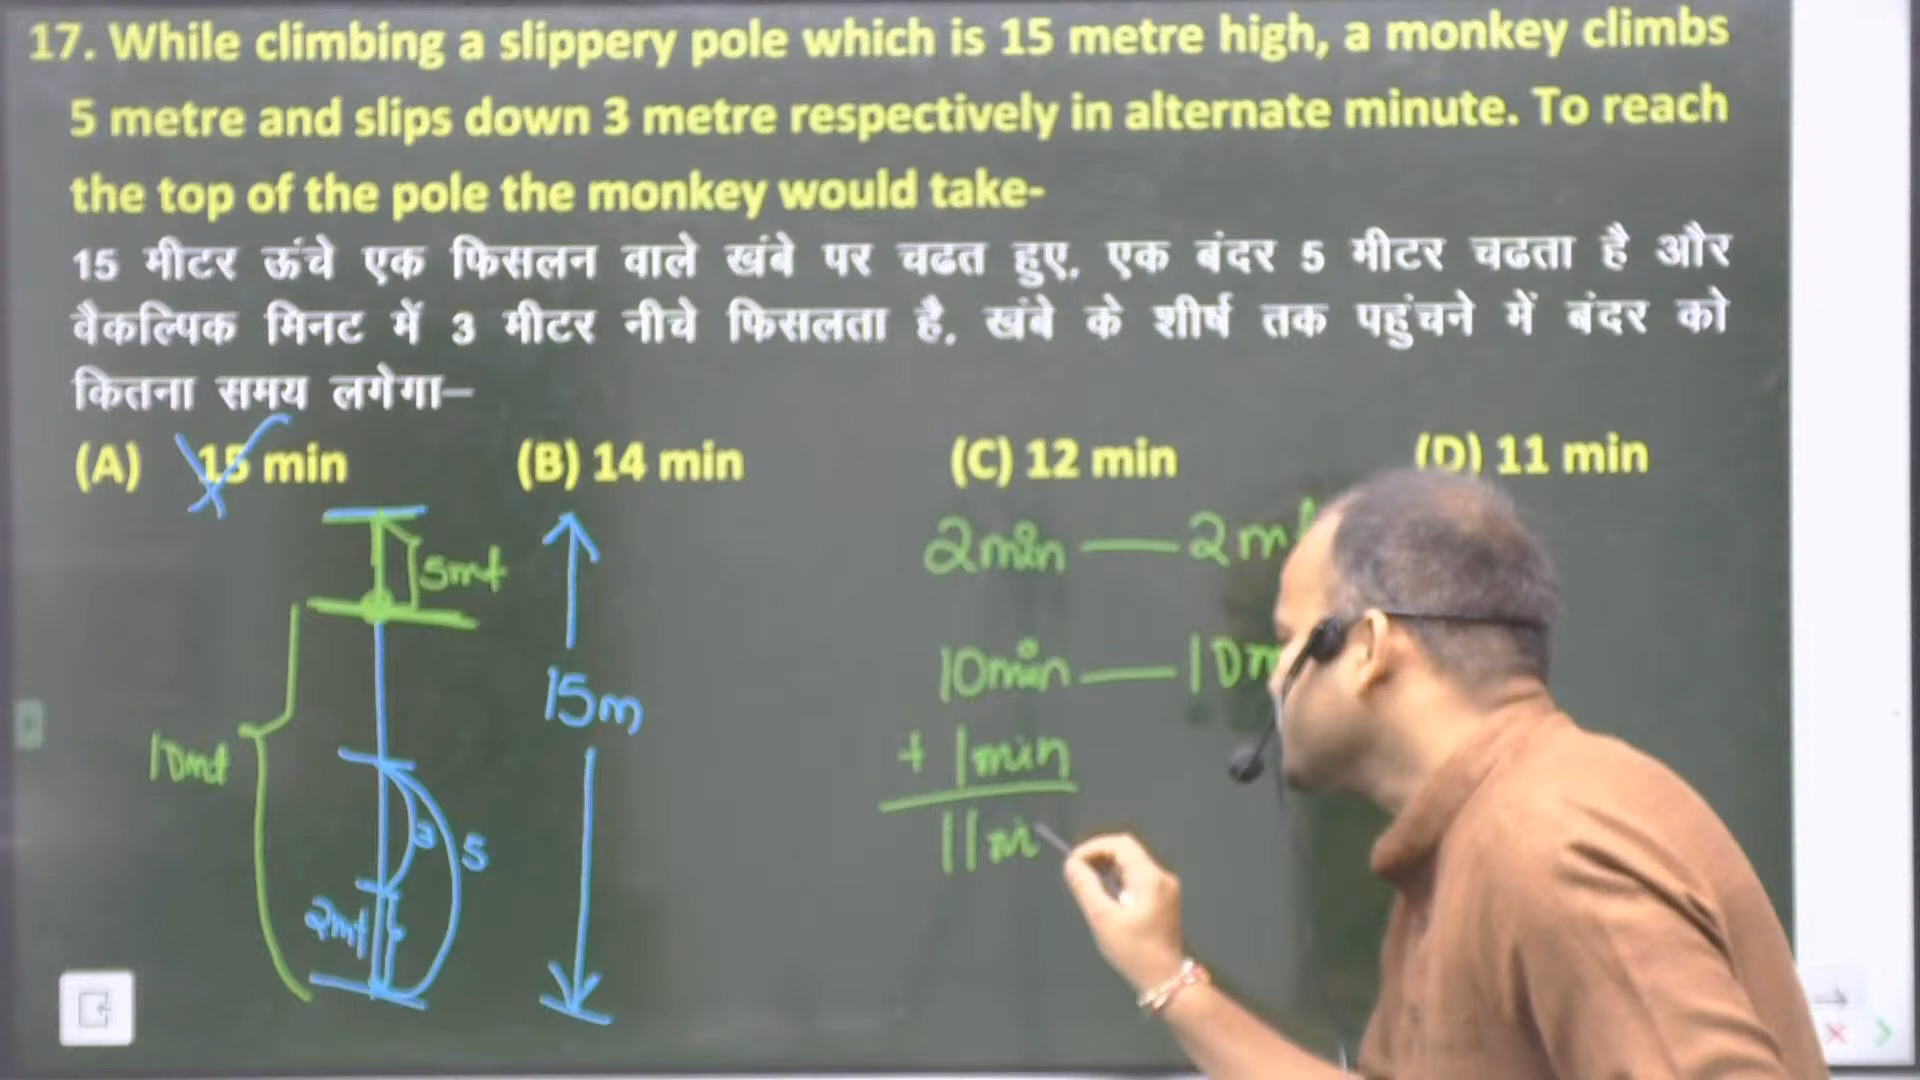 17. While climbing a slippery pole which is 15 metre high, a monkey climbs
5 metre and slips down 3 metre respectively in alternate minute. To reach
the top of the pole the monkey would take-
15 मीटर ऊंचे एक फिसलन वाले खंबे पर चढत हुए, एक बंदर 5 मीटर चढता है और
वैकल्पिक मिनट में 3 मीटर नीचे फिसलता है, खंबे के शीर्ष तक पहुंचने में बंदर को
कितना समय लगेगा–
(A) 15 min (B) 14 min (C) 12 min (D) 11 min
5mt
15m
10mt
3
5
2mt
2min — 2m
10min — 10m
+ 1min
11mi